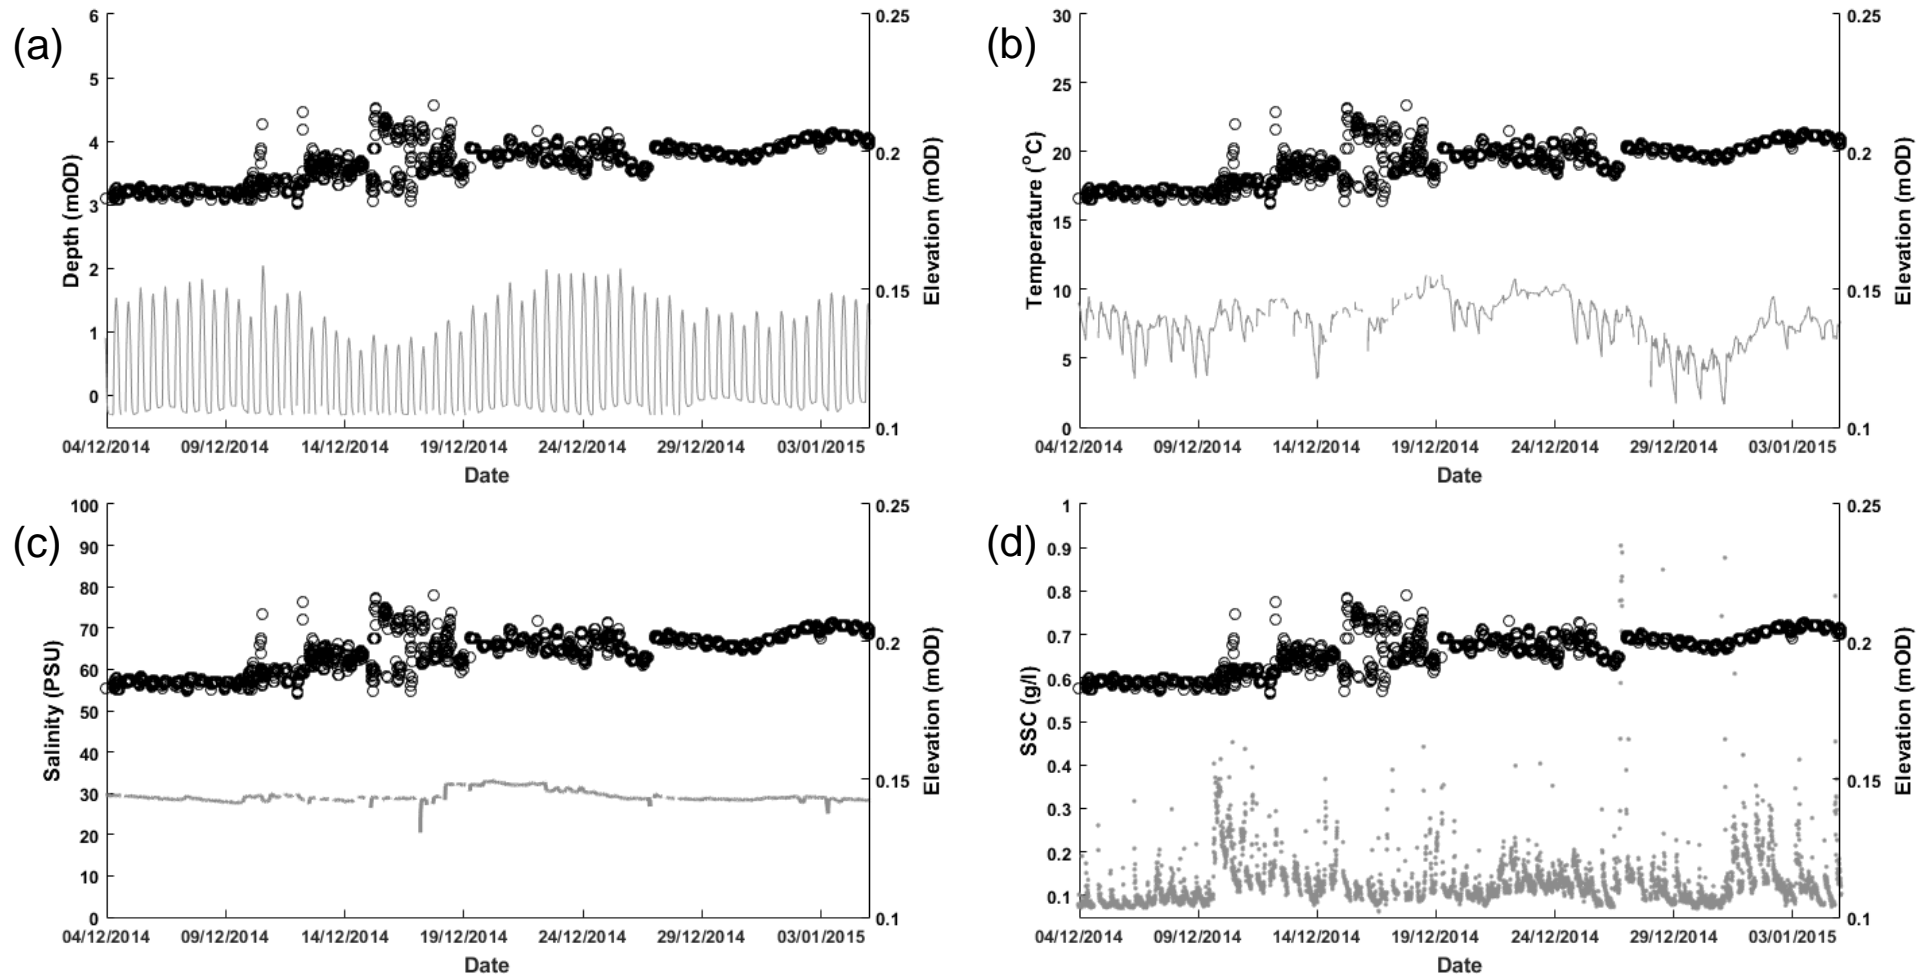 (a)
6
5
4
3
2
1
0
Depth (mOD)
0.25
0.2
0.15
0.1
Elevation (mOD)
04/12/2014 09/12/2014 14/12/2014 19/12/2014 24/12/2014 29/12/2014 03/01/2015
Date
(b)
30
25
20
15
10
5
0
Temperature (°C)
0.25
0.2
0.15
0.1
Elevation (mOD)
04/12/2014 09/12/2014 14/12/2014 19/12/2014 24/12/2014 29/12/2014 03/01/2015
Date
(c)
100
90
80
70
60
50
40
30
20
10
0
Salinity (PSU)
0.25
0.2
0.15
0.1
Elevation (mOD)
04/12/2014 09/12/2014 14/12/2014 19/12/2014 24/12/2014 29/12/2014 03/01/2015
Date
(d)
1
0.9
0.8
0.7
0.6
0.5
0.4
0.3
0.2
0.1
SSC (g/l)
0.25
0.2
0.15
0.1
Elevation (mOD)
04/12/2014 09/12/2014 14/12/2014 19/12/2014 24/12/2014 29/12/2014 03/01/2015
Date